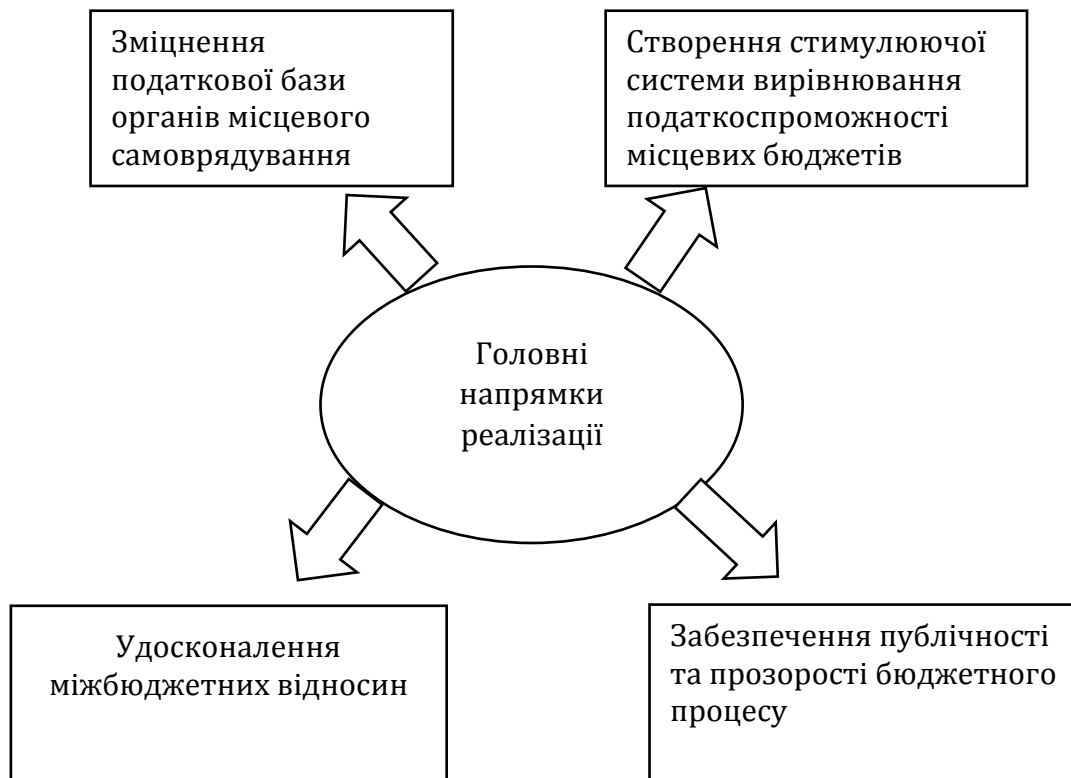 Зміцнення
податкової бази
органів місцевого
самоврядування
Створення стимулюючої
системи вирівнювання
податкоспроможності
місцевих бюджетів
Головні
напрямки
реалізації
Удосконалення
міжбюджетних відносин
Забезпечення публічності
та прозорості бюджетного
процесу